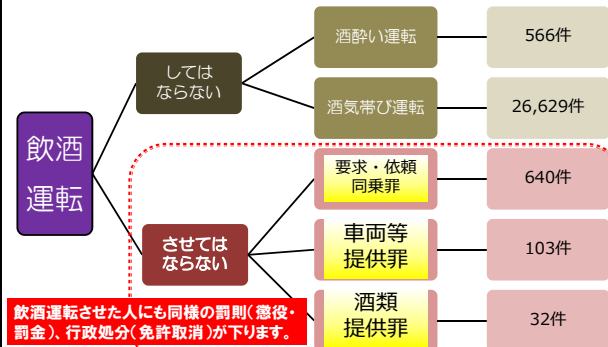 飲酒
運転
しては
ならない
酒酔い運転
566件
酒気帯び運転
26,629件
させては
ならない
要求・依頼
同乗罪
640件
車両等
提供罪
103件
酒類
提供罪
32件
飲酒運転させた人にも同様の罰則(懲役・
罰金)、行政処分(免許取消)が下ります。